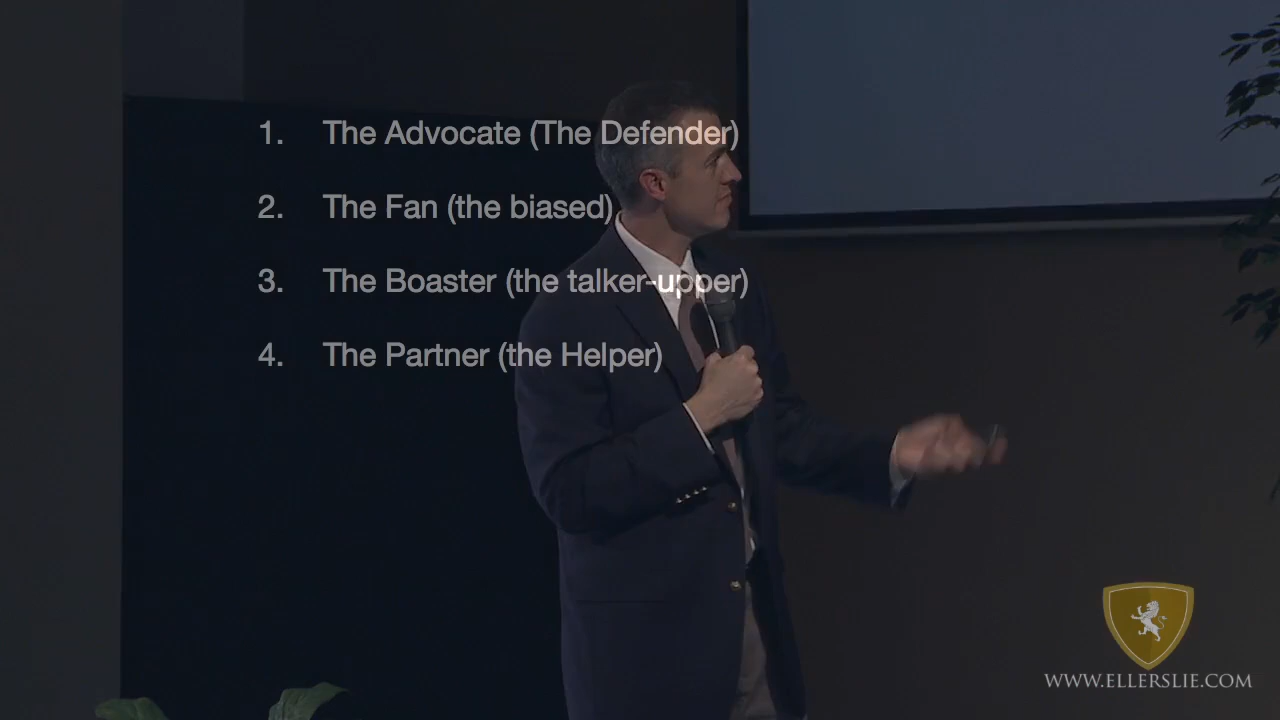 1. The Advocate (The Defender)
2. The Fan (the biased)
3. The Boaster (the talker-upper)
4. The Partner (the Helper)
WWW.ELLERSLIE.COM